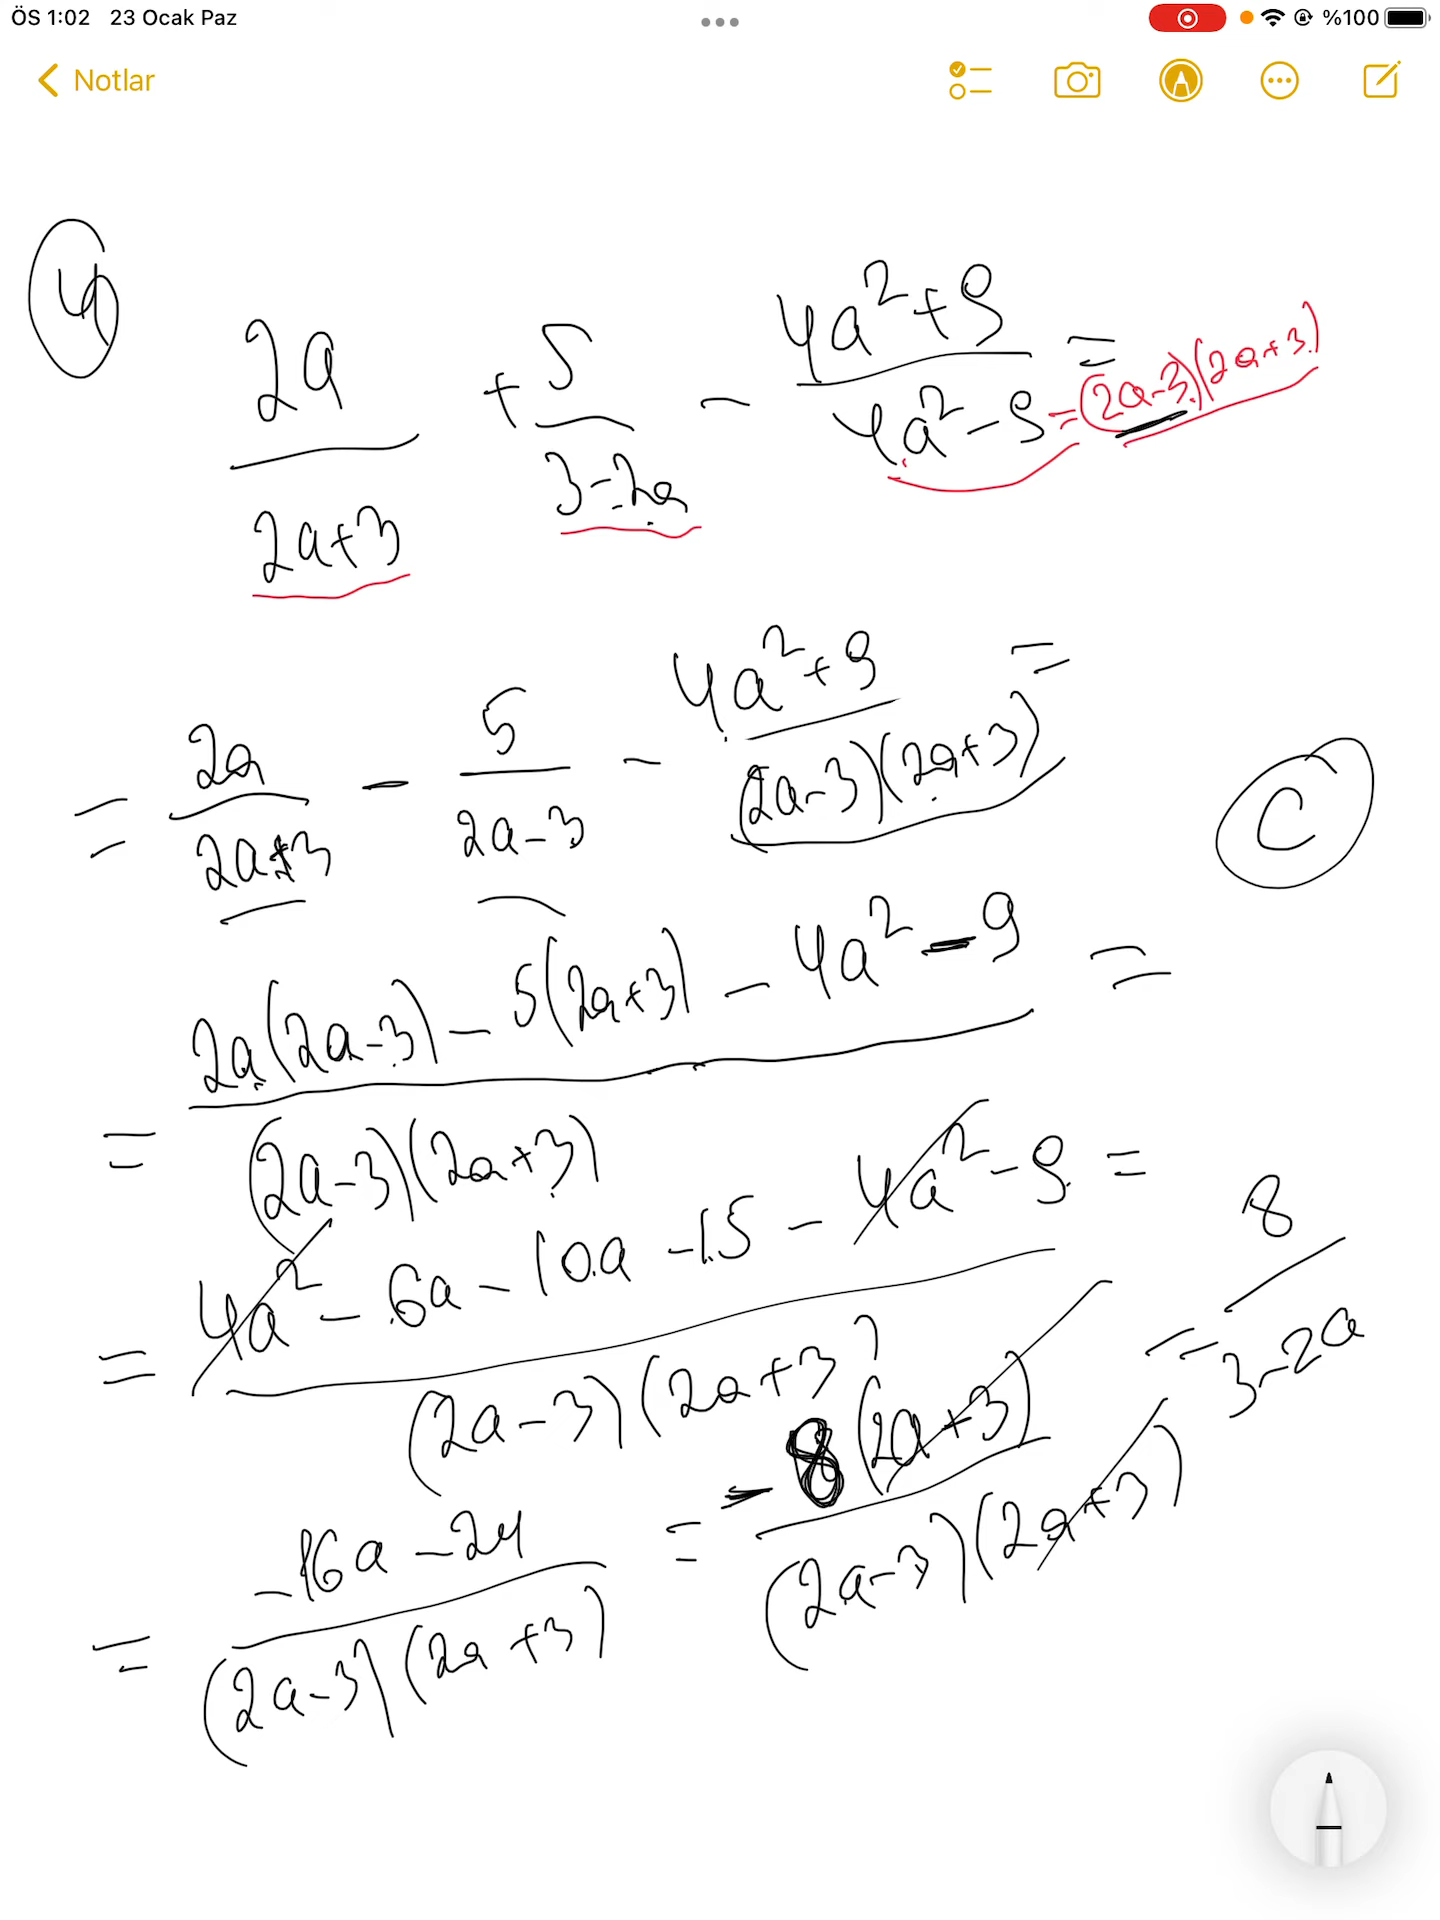 ÖS 1:02 23 Ocak Paz %100
Notlar
4
2a/(2a+3) + 5/(3-2a) - (4a²+9)/(4a²-9) =
=(2a-3)(2a+3)
= 2a/(2a+3) - 5/(2a-3) - (4a²+9)/((2a-3)(2a+3)) =
C
= (2a(2a-3) - 5(2a+3) - 4a² - 9)/((2a-3)(2a+3)) =
= (4a² - 6a - 10a - 15 - 4a² - 9)/((2a-3)(2a+3)) =
= (-16a - 24)/((2a-3)(2a+3)) = -8(2a+3)/((2a-3)(2a+3)) = 8/(3-2a)